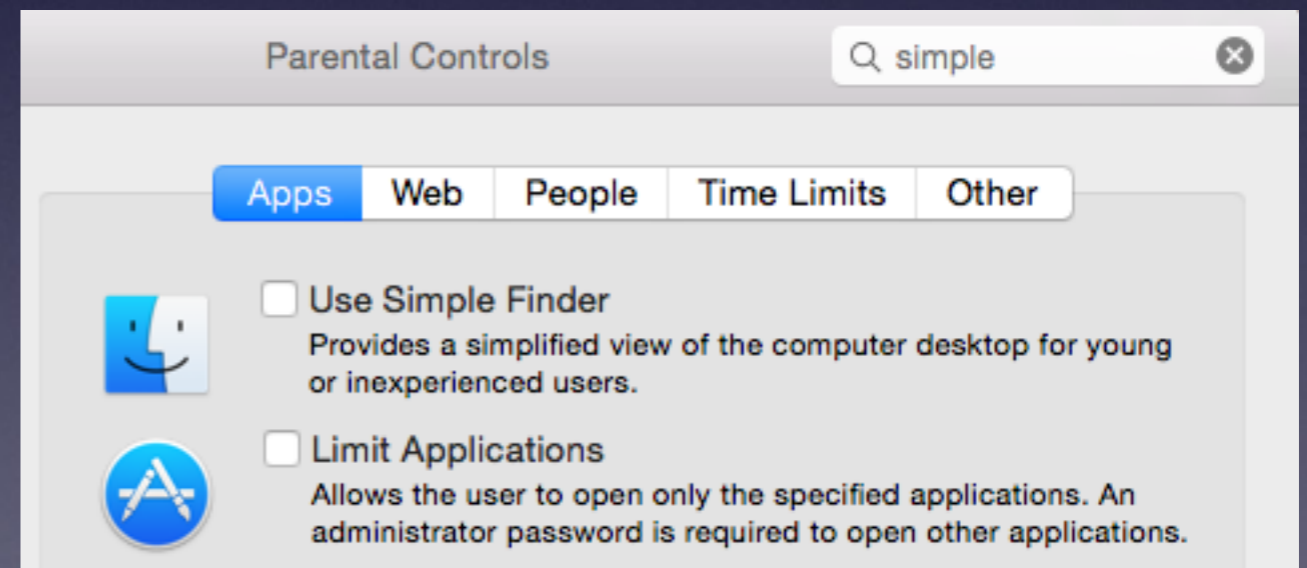 Parental Controls
simple
Apps Web People Time Limits Other
Use Simple Finder
Provides a simplified view of the computer desktop for young
or inexperienced users.
Limit Applications
Allows the user to open only the specified applications. An
administrator password is required to open other applications.